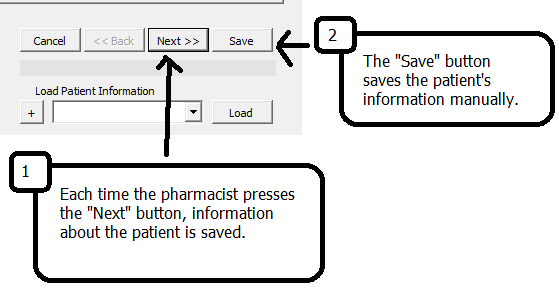 Cancel << Back Next >> Save
Load Patient Information
+ Load
2
The "Save" button
saves the patient's
information manually.
1
Each time the pharmacist presses
the "Next" button, information
about the patient is saved.